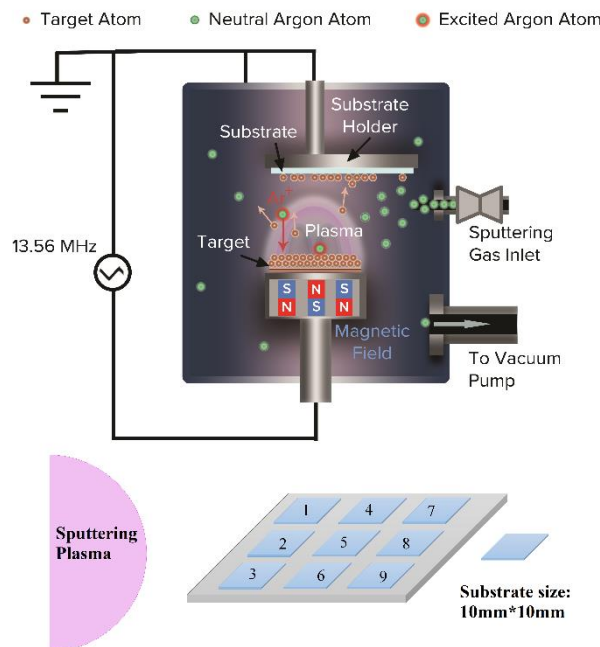 Target Atom
Neutral Argon Atom
Excited Argon Atom
Substrate
Holder
Substrate
Ar+
Plasma
Target
13.56 MHz
Sputtering
Gas Inlet
S N S
N S N
Magnetic
Field
To Vacuum
Pump
Sputtering
Plasma
1 4 7
2 5 8
3 6 9
Substrate size:
10mm*10mm